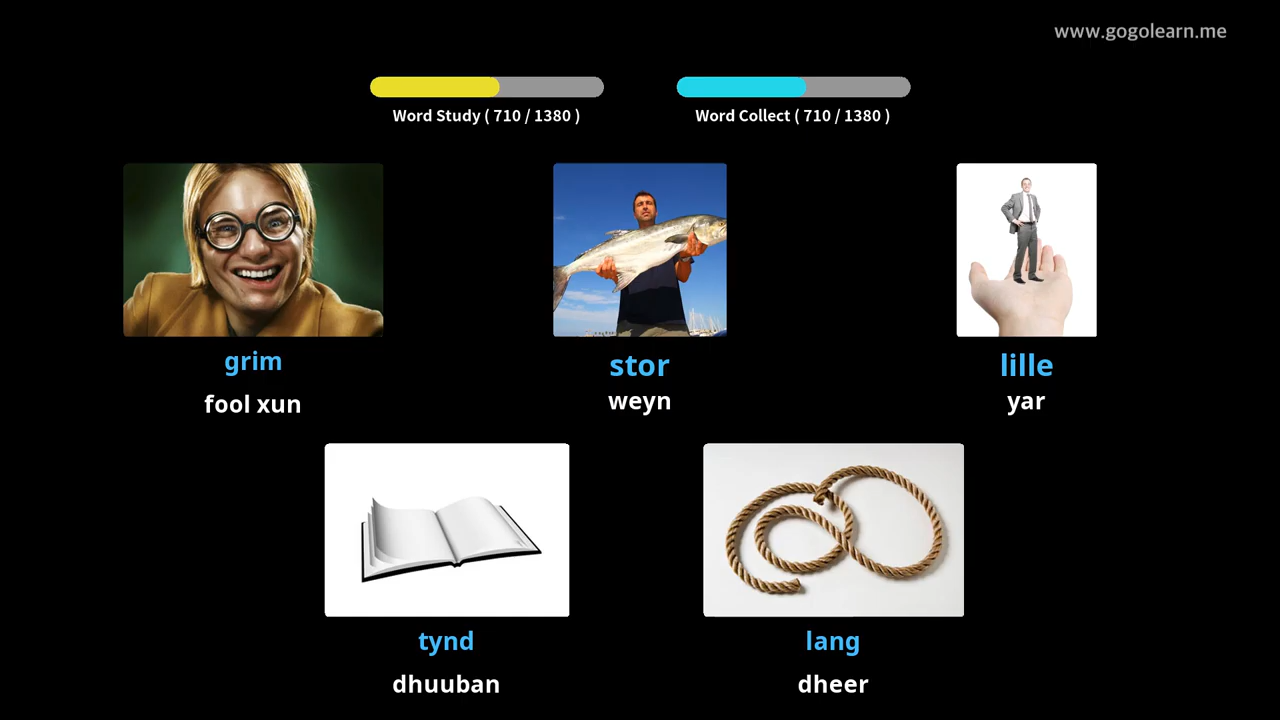 www.gogolearn.me
Word Study ( 710 / 1380 )
Word Collect ( 710 / 1380 )
grim
fool xun
stor
weyn
lille
yar
tynd
dhuuban
lang
dheer